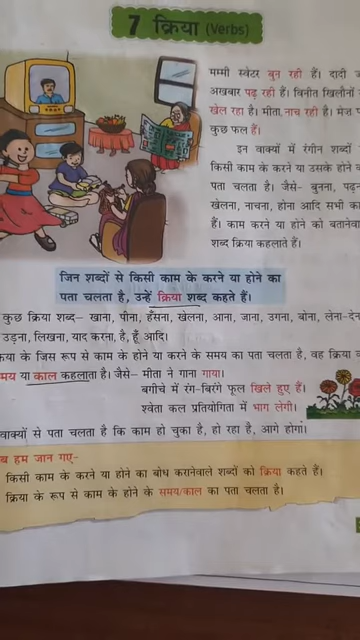 7 क्रिया (Verbs)
मम्मी स्वेटर बुन रही हैं। दादी
अखबार पढ़ रही हैं। विनीत खिलौनों
खेल रहा है। मीता नाच रही है। मेज़
कुछ फल हैं।
इन वाक्यों में रंगीन शब्दों
किसी काम के करने या उसके होने
पता चलता है। जैसे– बुनना,
खेलना, नाचना, होना आदि सभी
हैं। काम करने या होने को बतानेवाले
शब्द क्रिया कहलाते हैं।
जिन शब्दों से किसी काम के करने या होने का
पता चलता है, उन्हें क्रिया शब्द कहते हैं।
कुछ क्रिया शब्द– खाना, पीना, हँसना, खेलना, आना, जाना, उगना, बोना, लेना-देना
उड़ना, लिखना, याद करना, है, हूँ आदि।
के जिस रूप से काम के होने या करने के समय का पता चलता है, वह क्रिया
या काल कहलाता है। जैसे– मीता ने गाना गाया।
बगीचे में रंग-बिरंगे फूल खिले हुए हैं।
श्वेता कल प्रतियोगिता में भाग लेगी।
वाक्यों से पता चलता है कि काम हो चुका है, हो रहा है, आगे होगा।
हम जान गए–
किसी काम के करने या होने का बोध करानेवाले शब्दों को क्रिया कहते हैं।
क्रिया के रूप से काम के होने के समय/काल का पता चलता है।